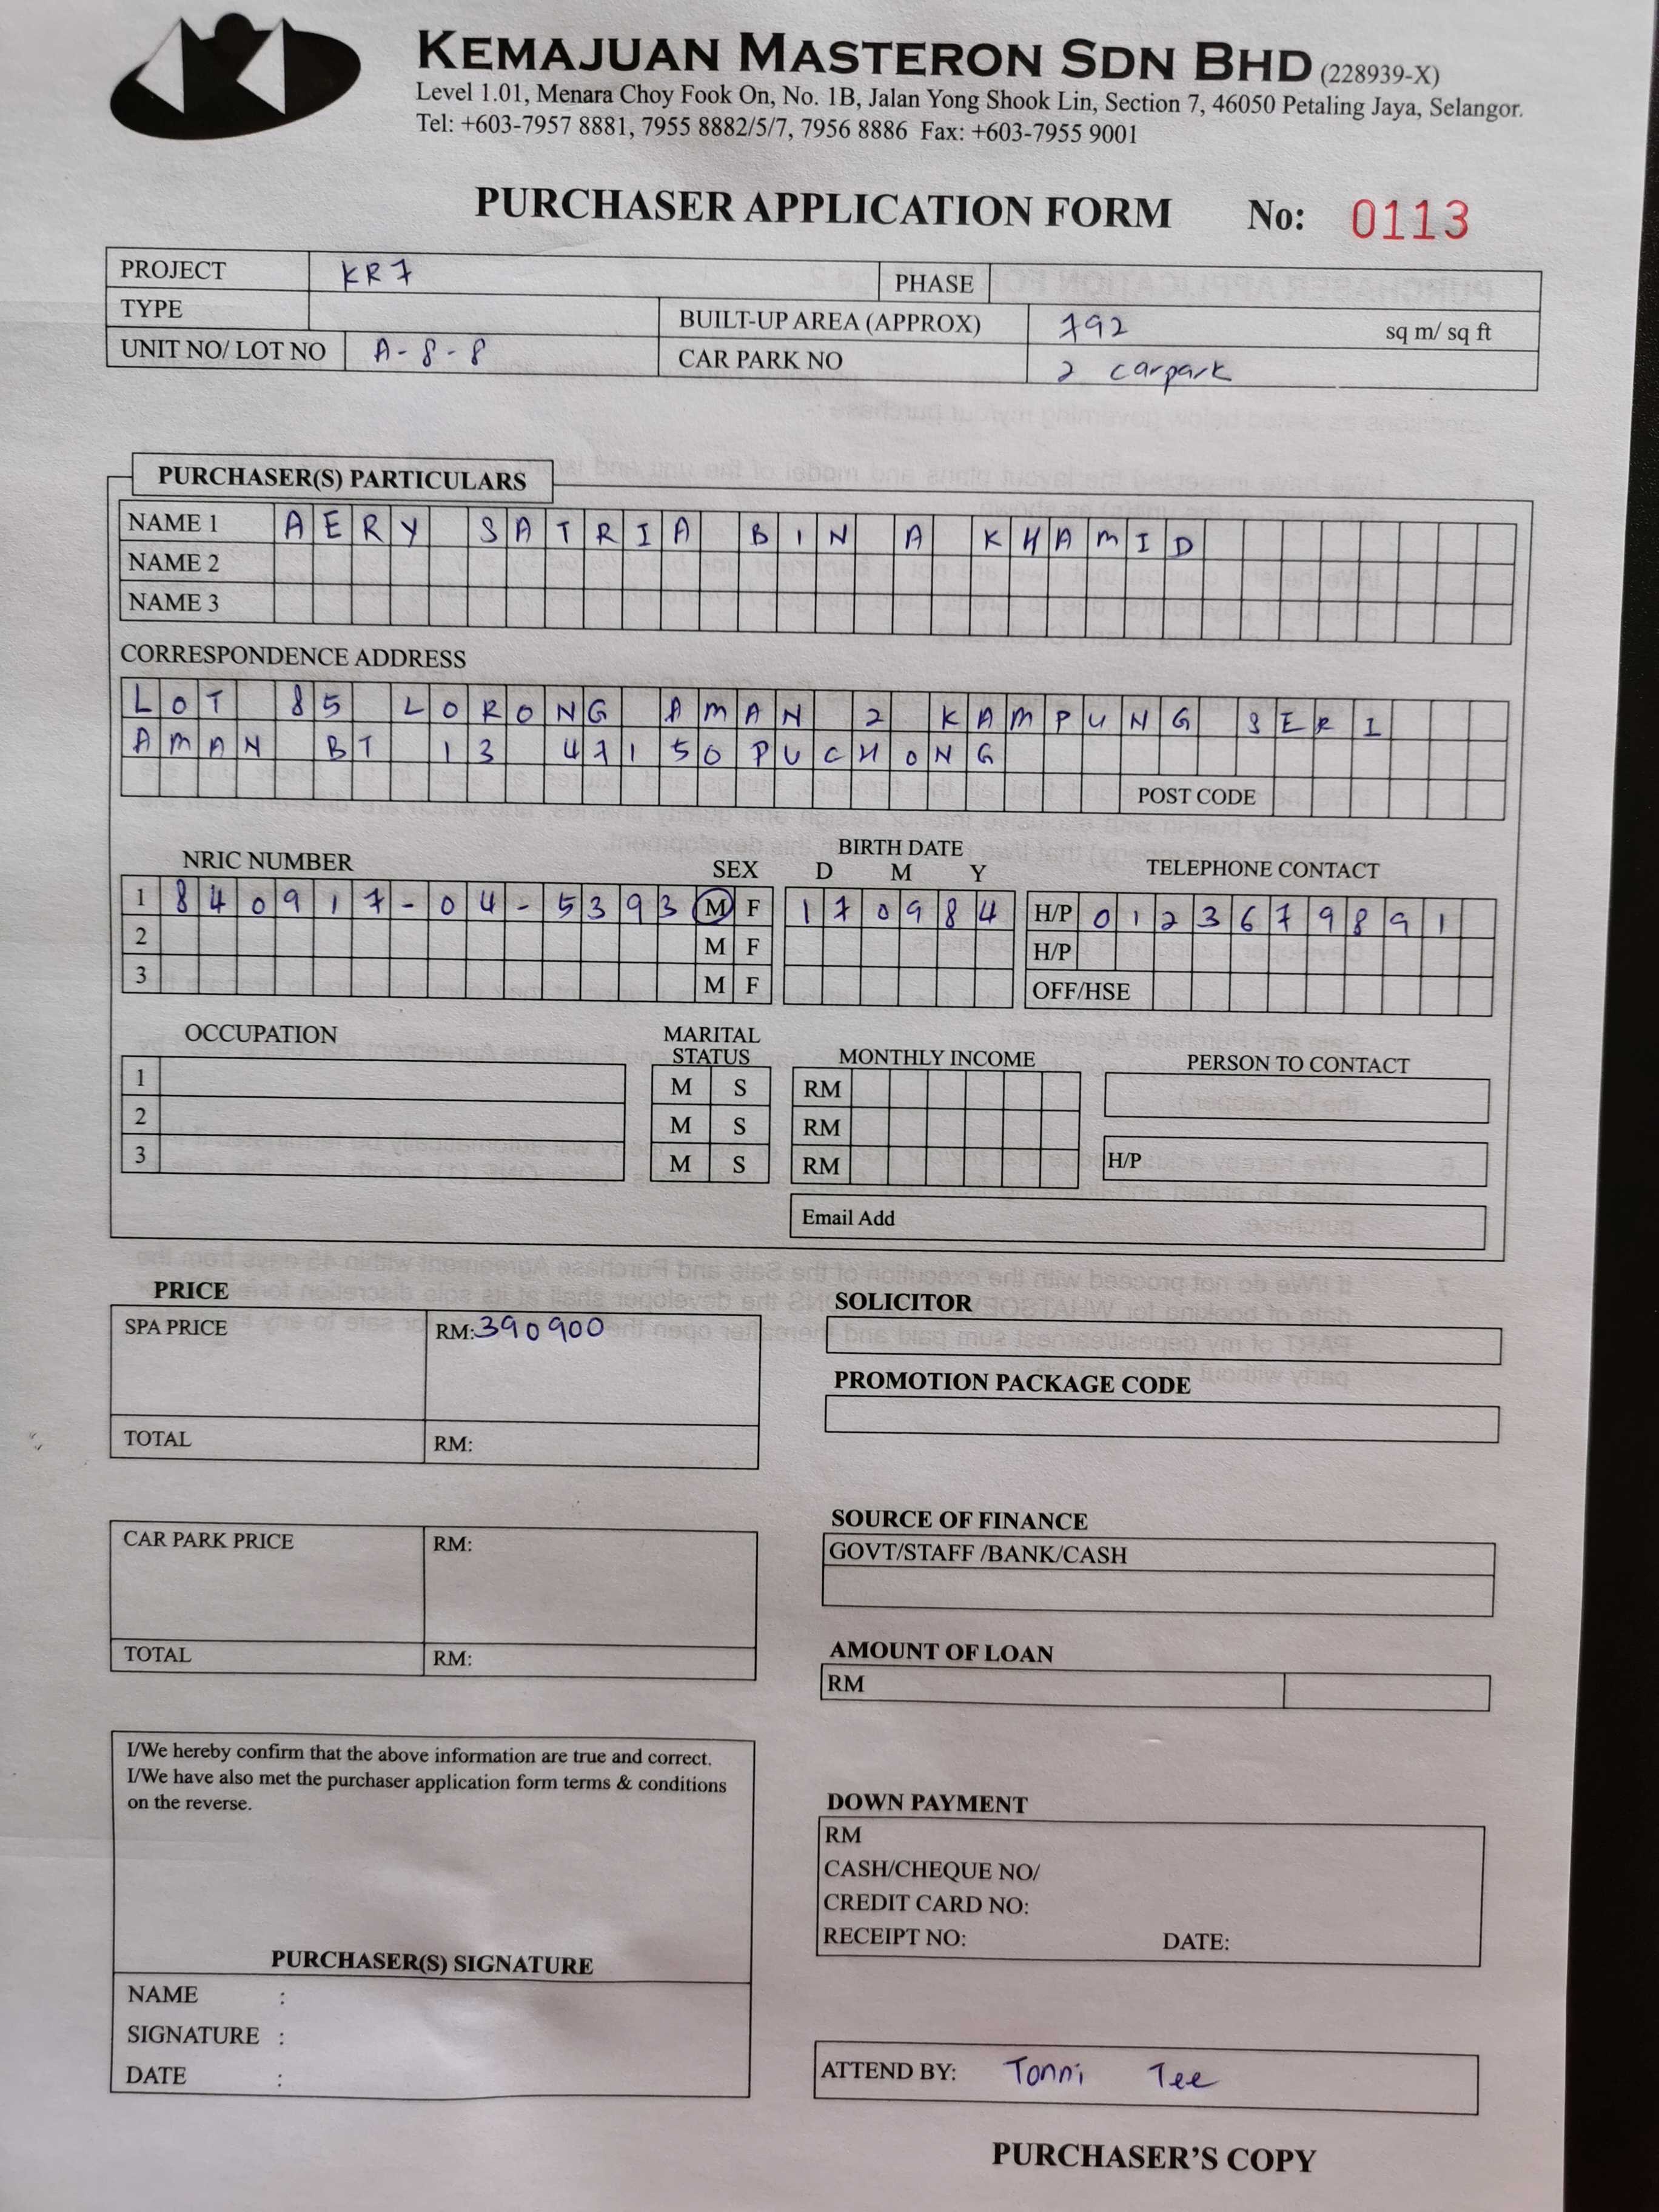 KEMAJUAN MASTERON SDN BHD (228939-X)
Level 1.01, Menara Choy Fook On, No. 1B, Jalan Yong Shook Lin, Section 7, 46050 Petaling Jaya, Selangor.
Tel: +603-7957 8881, 7955 8882/5/7, 7956 8886 Fax: +603-7955 9001
PURCHASER APPLICATION FORM No: 0113
PROJECT KR7 PHASE
TYPE BUILT-UP AREA (APPROX) 792 sq m/ sq ft
UNIT NO/ LOT NO A-8-8 CAR PARK NO 2 carpark
PURCHASER(S) PARTICULARS
NAME 1 AERY SATRIA BIN A KHAMID
NAME 2
NAME 3
CORRESPONDENCE ADDRESS
LOT 85 LORONG AMAN 2 KAMPUNG SERI
AMAN BT 13 47150 PUCHONG
POST CODE
NRIC NUMBER SEX BIRTH DATE D M Y TELEPHONE CONTACT
1 840917-04-5393 M F 170984 H/P 0123679891
2 M F H/P
3 M F OFF/HSE
OCCUPATION MARITAL STATUS MONTHLY INCOME PERSON TO CONTACT
1 M S RM
2 M S RM
3 M S RM H/P
Email Add
PRICE SOLICITOR
SPA PRICE RM: 390900
PROMOTION PACKAGE CODE
TOTAL RM:
SOURCE OF FINANCE
CAR PARK PRICE RM: GOVT/STAFF /BANK/CASH
TOTAL RM: AMOUNT OF LOAN
RM
I/We hereby confirm that the above information are true and correct.
I/We have also met the purchaser application form terms & conditions
on the reverse.
DOWN PAYMENT
RM
CASH/CHEQUE NO/
CREDIT CARD NO:
RECEIPT NO: DATE:
PURCHASER(S) SIGNATURE
NAME :
SIGNATURE :
DATE :
ATTEND BY: Tonni Tee
PURCHASER'S COPY